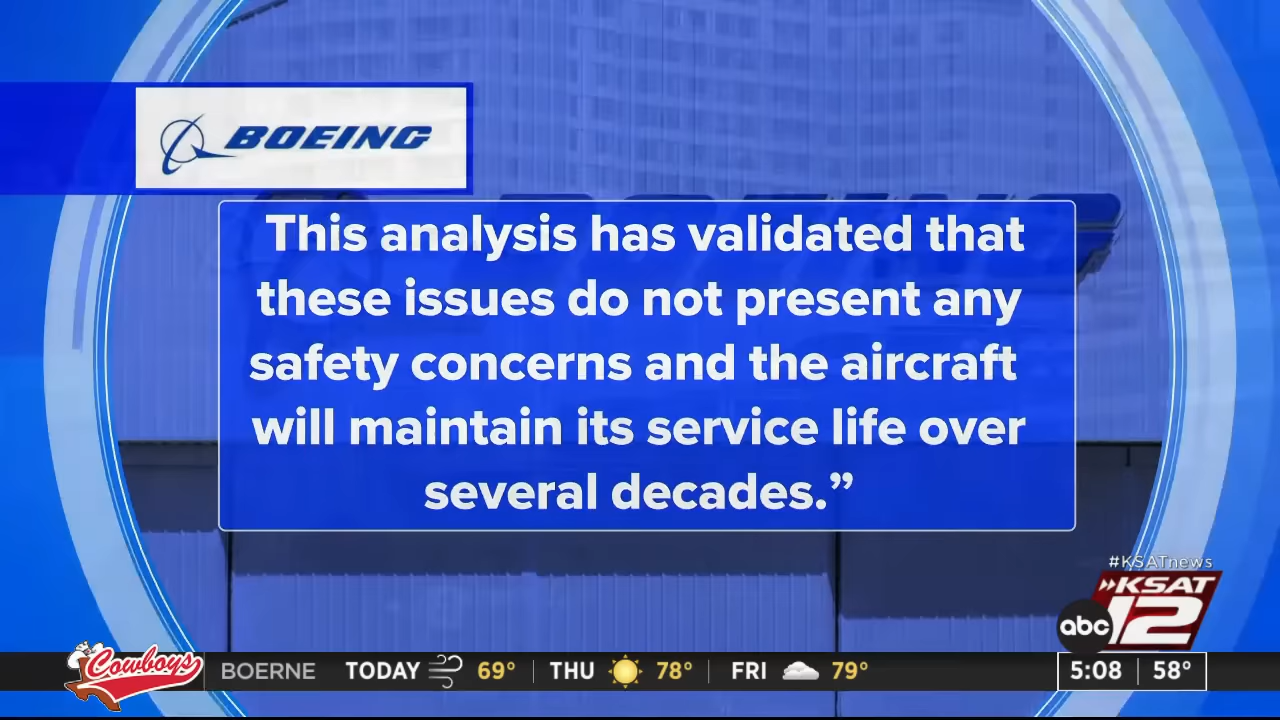 BOEING
This analysis has validated that
these issues do not present any
safety concerns and the aircraft
will maintain its service life over
several decades.”
#KSATnews
KSAT
abc 12
Cowboys BOERNE TODAY 69° THU 78° FRI 79° 5:08 58°